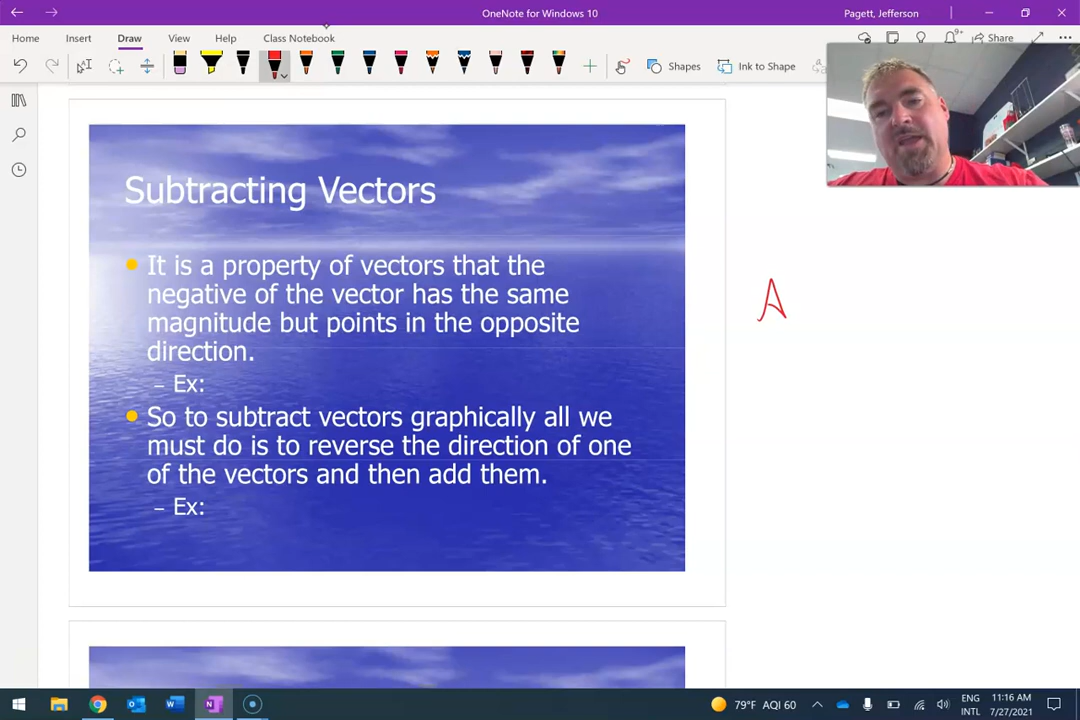 OneNote for Windows 10
Pagett, Jefferson
Home Insert Draw View Help Class Notebook
9+
Share
Shapes
Ink to Shape
Subtracting Vectors
• It is a property of vectors that the
negative of the vector has the same
magnitude but points in the opposite
direction.
– Ex:
• So to subtract vectors graphically all we
must do is to reverse the direction of one
of the vectors and then add them.
– Ex:
A
79°F AQI 60
ENG
INTL
11:16 AM
7/27/2021